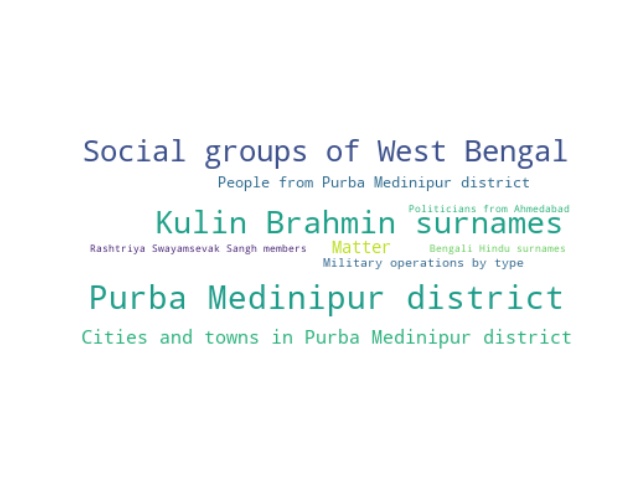 Social groups of West Bengal
People from Purba Medinipur district
Politicians from Ahmedabad
Kulin Brahmin surnames
Rashtriya Swayamsevak Sangh members
Matter
Bengali Hindu surnames
Military operations by type
Purba Medinipur district
Cities and towns in Purba Medinipur district